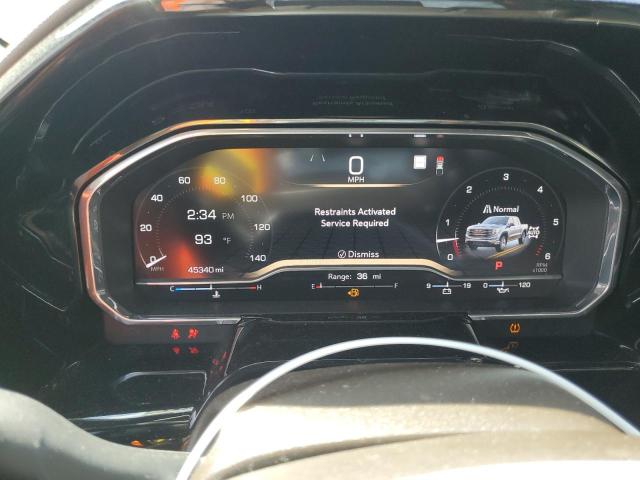 0
MPH
60 80
40 100
20 120
0 140
MPH
2:34 PM
93 °F
45340 mi
Restraints Activated
Service Required
Dismiss
Range: 36 mi
C H
E F
9 19
0 120
Normal
0 1 2 3 4 5 6
AUTO
P
RPM
x1000